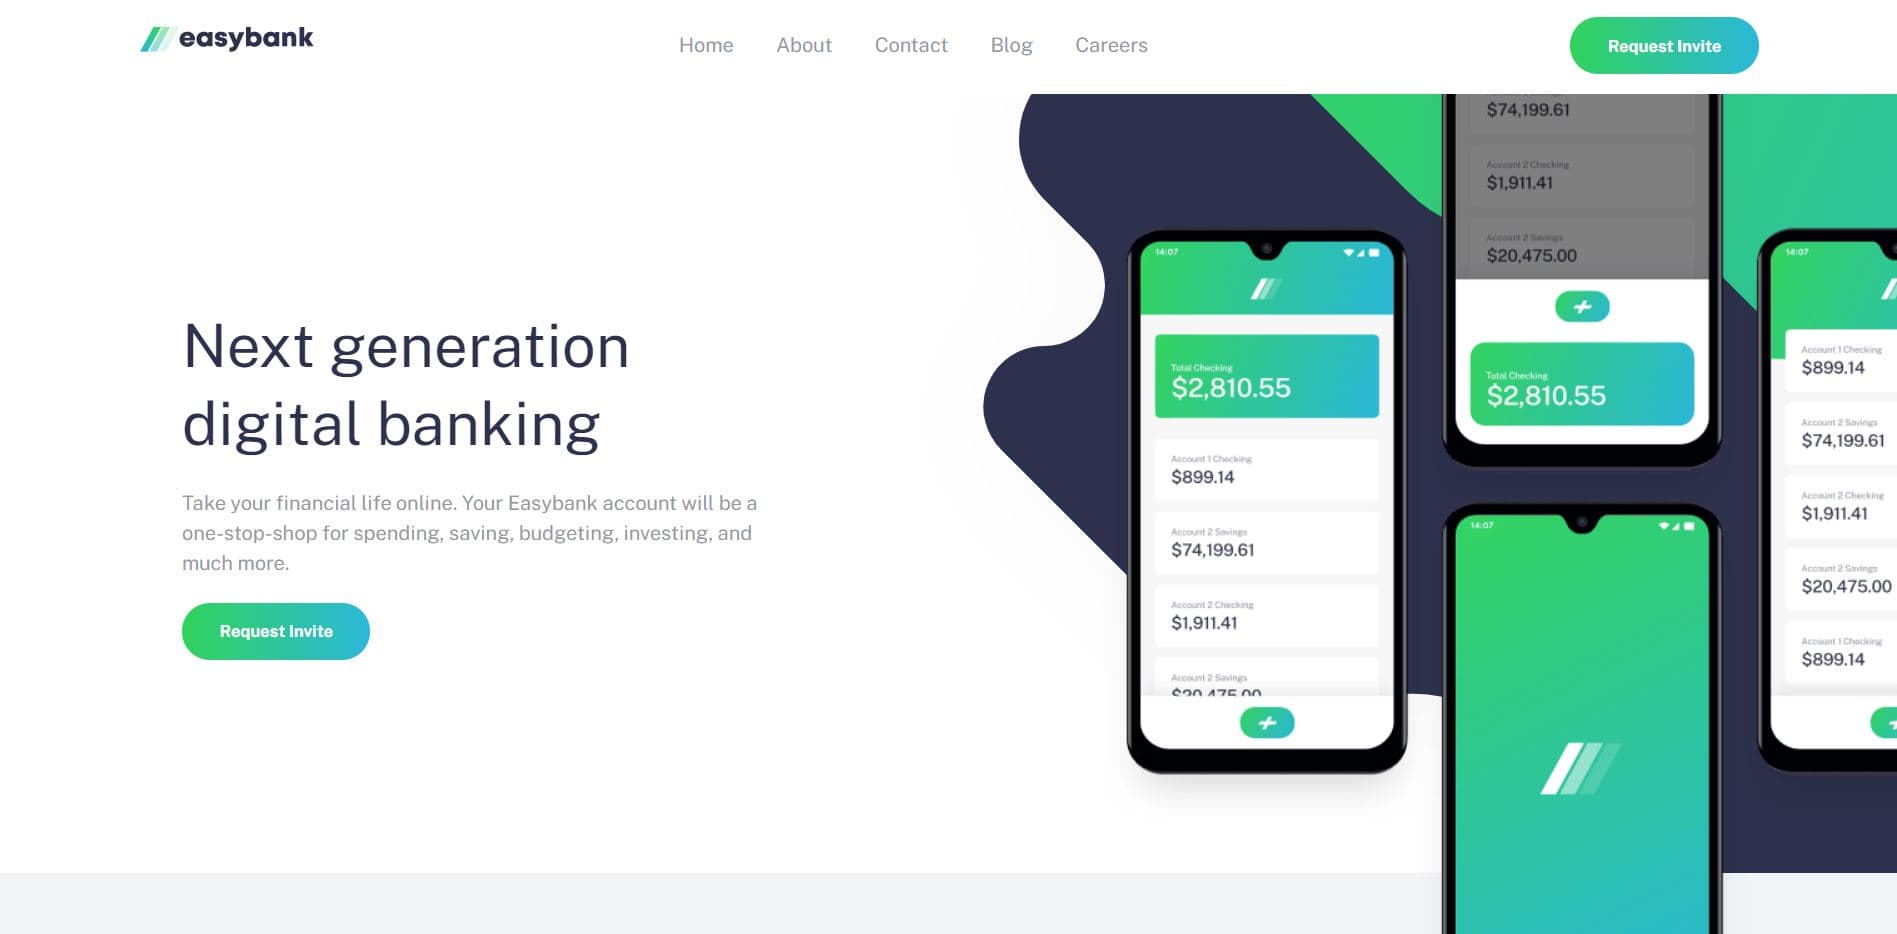 easybank
Home About Contact Blog Careers
Request Invite
Next generation
digital banking
Take your financial life online. Your Easybank account will be a
one-stop-shop for spending, saving, budgeting, investing, and
much more.
Request Invite
14:07
Total Checking
$2,810.55
Account 1 Checking
$899.14
Account 2 Savings
$74,199.61
Account 2 Checking
$1,911.41
Account 2 Savings
$20,475.00
$74,199.61
Account 2 Checking
$1,911.41
Account 2 Savings
$20,475.00
Total Checking
$2,810.55
14:07
14:07
Account 1 Checking
$899.14
Account 2 Savings
$74,199.61
Account 2 Checking
$1,911.41
Account 2 Savings
$20,475.00
Account 1 Checking
$899.14